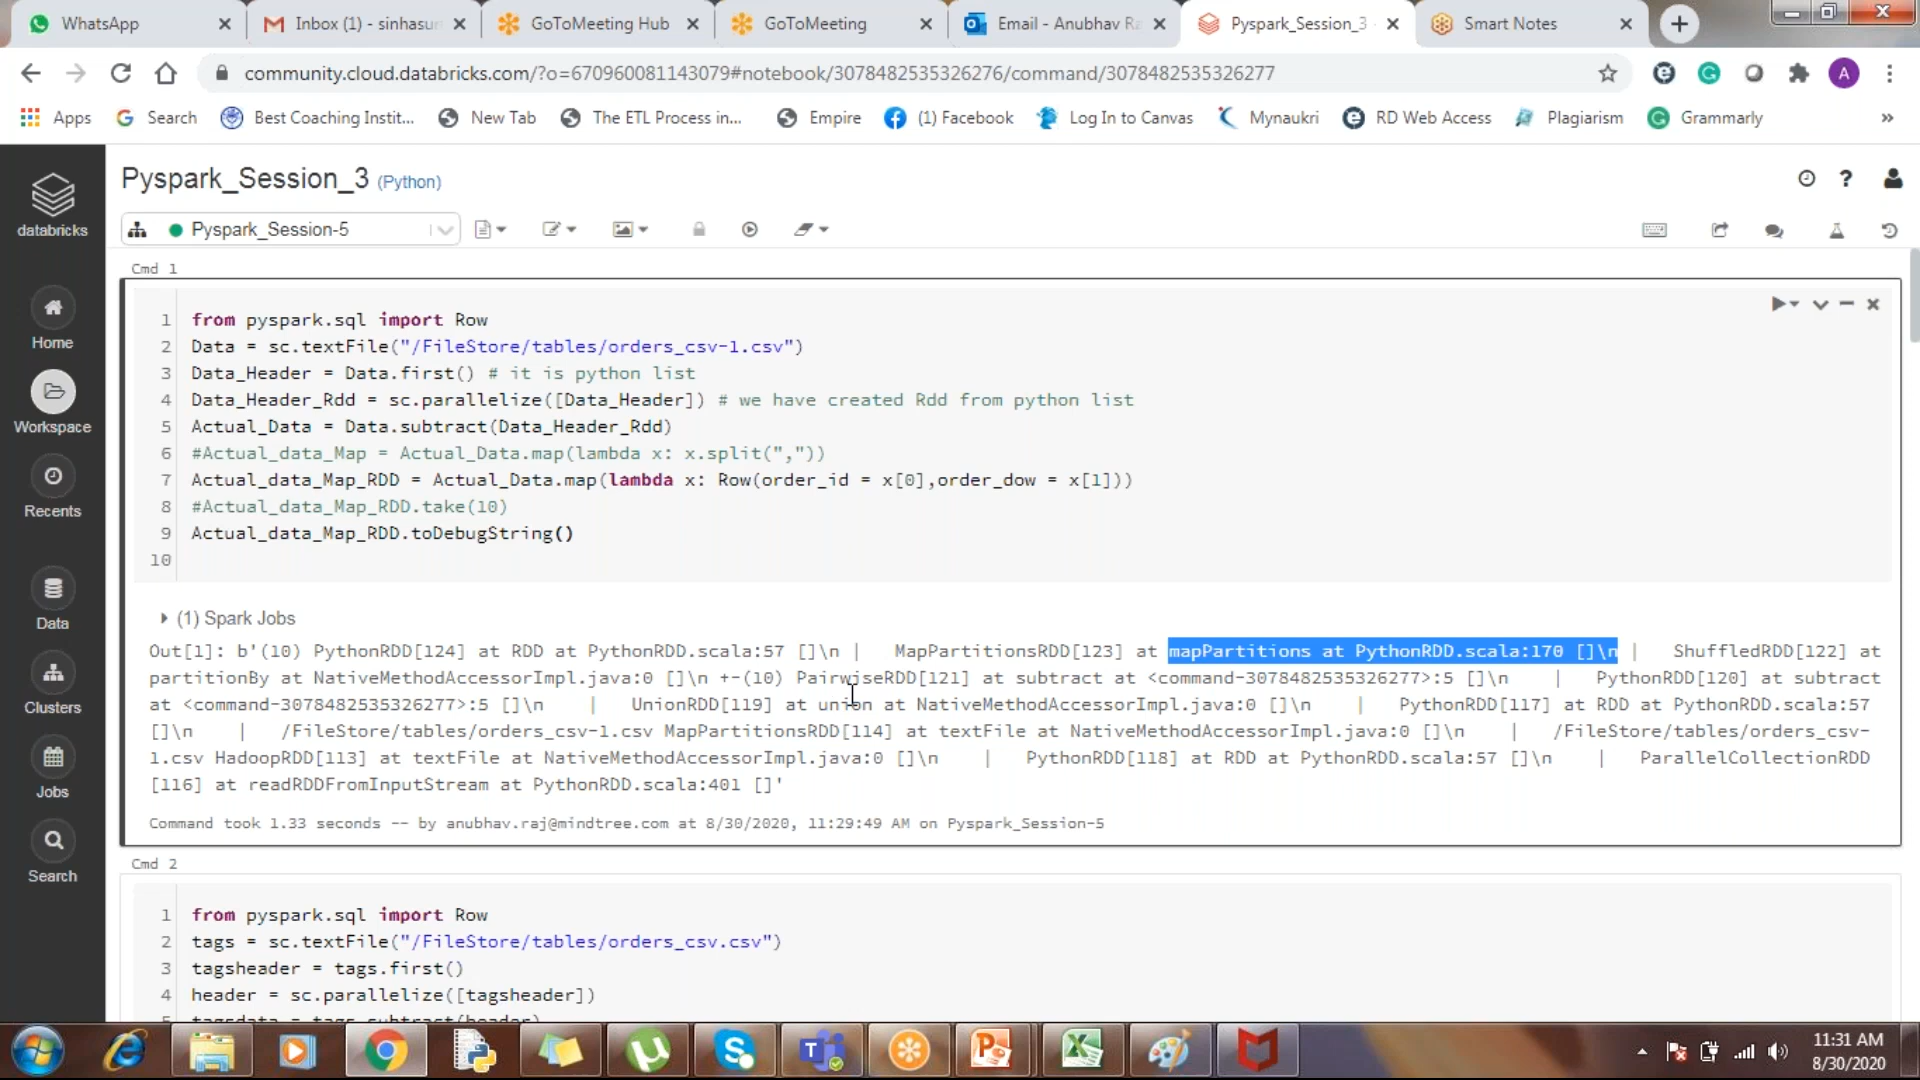 WhatsApp
Inbox (1) - sinhasun
GoToMeeting Hub
GoToMeeting
Email - Anubhav Ra
Pyspark_Session_3 -
Smart Notes
community.cloud.databricks.com/?o=670960081143079#notebook/3078482535326276/command/3078482535326277
A
Apps
Search
Best Coaching Instit...
New Tab
The ETL Process in...
Empire
(1) Facebook
Log In to Canvas
Mynaukri
RD Web Access
Plagiarism
Grammarly
»
databricks
Home
Workspace
Recents
Data
Clusters
Jobs
Search
Pyspark_Session_3 (Python)
Pyspark_Session-5
Cmd 1
1 from pyspark.sql import Row
2 Data = sc.textFile("/FileStore/tables/orders_csv-1.csv")
3 Data_Header = Data.first() # it is python list
4 Data_Header_Rdd = sc.parallelize([Data_Header]) # we have created Rdd from python list
5 Actual_Data = Data.subtract(Data_Header_Rdd)
6 #Actual_data_Map = Actual_Data.map(lambda x: x.split(","))
7 Actual_data_Map_RDD = Actual_Data.map(lambda x: Row(order_id = x[0],order_dow = x[1]))
8 #Actual_data_Map_RDD.take(10)
9 Actual_data_Map_RDD.toDebugString()
10
(1) Spark Jobs
Out[1]: b'(10) PythonRDD[124] at RDD at PythonRDD.scala:57 []\n |  MapPartitionsRDD[123] at mapPartitions at PythonRDD.scala:170 []\n |  ShuffledRDD[122] at
partitionBy at NativeMethodAccessorImpl.java:0 []\n +-(10) PairwiseRDD[121] at subtract at <command-3078482535326277>:5 []\n    |  PythonRDD[120] at subtract
at <command-3078482535326277>:5 []\n    |  UnionRDD[119] at union at NativeMethodAccessorImpl.java:0 []\n    |  PythonRDD[117] at RDD at PythonRDD.scala:57
[]\n    |  /FileStore/tables/orders_csv-1.csv MapPartitionsRDD[114] at textFile at NativeMethodAccessorImpl.java:0 []\n    |  /FileStore/tables/orders_csv-
1.csv HadoopRDD[113] at textFile at NativeMethodAccessorImpl.java:0 []\n    |  PythonRDD[118] at RDD at PythonRDD.scala:57 []\n    |  ParallelCollectionRDD
[116] at readRDDFromInputStream at PythonRDD.scala:401 []'
Command took 1.33 seconds -- by anubhav.raj@mindtree.com at 8/30/2020, 11:29:49 AM on Pyspark_Session-5
Cmd 2
1 from pyspark.sql import Row
2 tags = sc.textFile("/FileStore/tables/orders_csv.csv")
3 tagsheader = tags.first()
4 header = sc.parallelize([tagsheader])
5 tagsdata = tags.subtract(header)
11:31 AM
8/30/2020